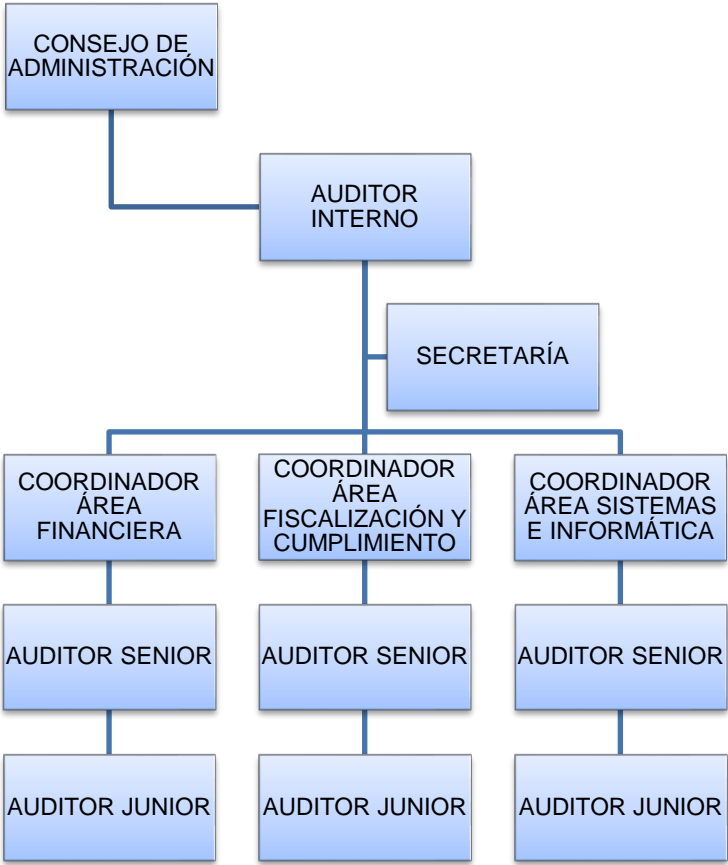 CONSEJO DE
ADMINISTRACIÓN
AUDITOR
INTERNO
SECRETARÍA
COORDINADOR
ÁREA
FINANCIERA
COORDINADOR
ÁREA
FISCALIZACIÓN Y
CUMPLIMIENTO
COORDINADOR
ÁREA SISTEMAS
E INFORMÁTICA
AUDITOR SENIOR
AUDITOR SENIOR
AUDITOR SENIOR
AUDITOR JUNIOR
AUDITOR JUNIOR
AUDITOR JUNIOR